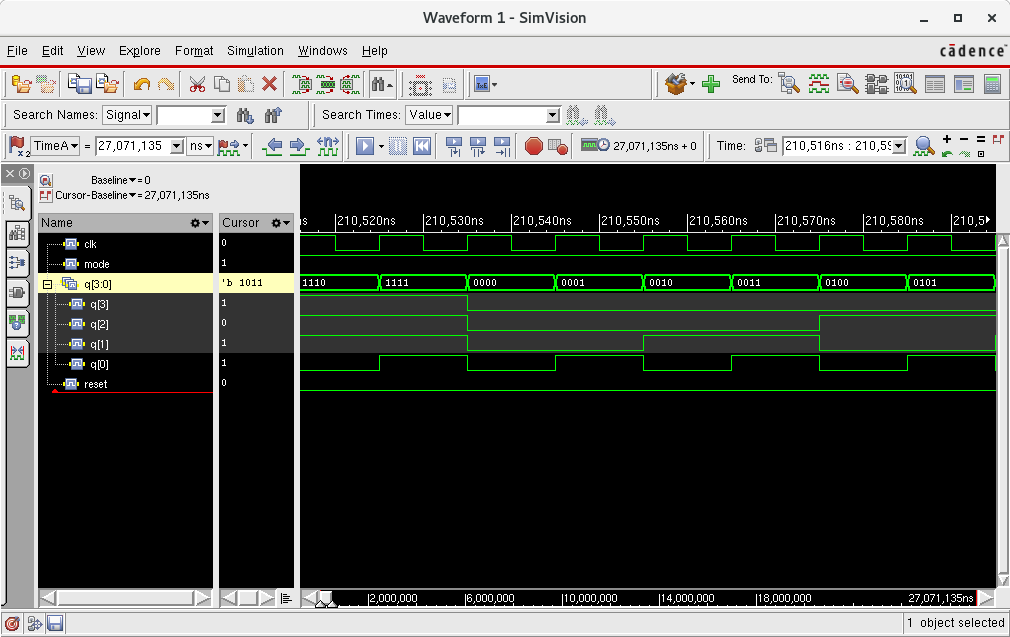 Waveform 1 - SimVision
File Edit View Explore Format Simulation Windows Help cādence
Send To:
Search Names: Signal Search Times: Value
x2 TimeA = 27,071,135 ns 27,071,135ns + 0 Time: 210,516ns : 210,59
Baseline = 0
Cursor-Baseline = 27,071,135ns
Name Cursor
ns 210,520ns 210,530ns 210,540ns 210,550ns 210,560ns 210,570ns 210,580ns 210,5
clk 0
mode 1
q[3:0] 'b 1011 1110 1111 0000 0001 0010 0011 0100 0101
q[3] 1
q[2] 0
q[1] 1
q[0] 1
reset 0
2,000,000 6,000,000 10,000,000 14,000,000 18,000,000 27,071,135ns
1 object selected